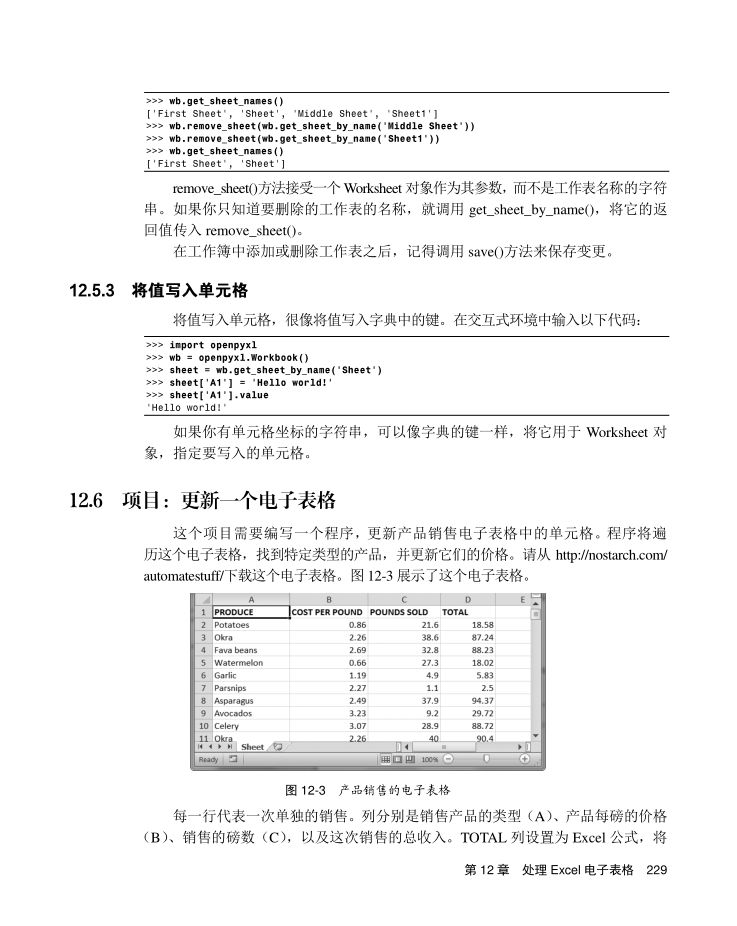 >>> wb.get_sheet_names()
['First Sheet', 'Sheet', 'Middle Sheet', 'Sheet1']
>>> wb.remove_sheet(wb.get_sheet_by_name('Middle Sheet'))
>>> wb.remove_sheet(wb.get_sheet_by_name('Sheet1'))
>>> wb.get_sheet_names()
['First Sheet', 'Sheet']
remove_sheet()方法接受一个 Worksheet 对象作为其参数，而不是工作表名称的字符
串。如果你只知道要删除的工作表的名称，就调用 get_sheet_by_name()，将它的返
回值传入 remove_sheet()。
在工作簿中添加或删除工作表之后，记得调用 save()方法来保存变更。
12.5.3 将值写入单元格
将值写入单元格，很像将值写入字典中的键。在交互式环境中输入以下代码：
>>> import openpyxl
>>> wb = openpyxl.Workbook()
>>> sheet = wb.get_sheet_by_name('Sheet')
>>> sheet['A1'] = 'Hello world!'
>>> sheet['A1'].value
'Hello world!'
如果你有单元格坐标的字符串，可以像字典的键一样，将它用于 Worksheet 对
象，指定要写入的单元格。
12.6 项目：更新一个电子表格
这个项目需要编写一个程序，更新产品销售电子表格中的单元格。程序将遍
历这个电子表格，找到特定类型的产品，并更新它们的价格。请从 http://nostarch.com/
automatestuff/下载这个电子表格。图 12-3 展示了这个电子表格。
A B C D E
1 PRODUCE COST PER POUND POUNDS SOLD TOTAL
2 Potatoes 0.86 21.6 18.58
3 Okra 2.26 38.6 87.24
4 Fava beans 2.69 32.8 88.23
5 Watermelon 0.66 27.3 18.02
6 Garlic 1.19 4.9 5.83
7 Parsnips 2.27 1.1 2.5
8 Asparagus 2.49 37.9 94.37
9 Avocados 3.23 9.2 29.72
10 Celery 3.07 28.9 88.72
11 Okra 2.26 40 90.4
Sheet
Ready 100%
图 12-3 产品销售的电子表格
每一行代表一次单独的销售。列分别是销售产品的类型（A）、产品每磅的价格
（B）、销售的磅数（C），以及这次销售的总收入。TOTAL 列设置为 Excel 公式，将
第 12 章 处理 Excel 电子表格 229